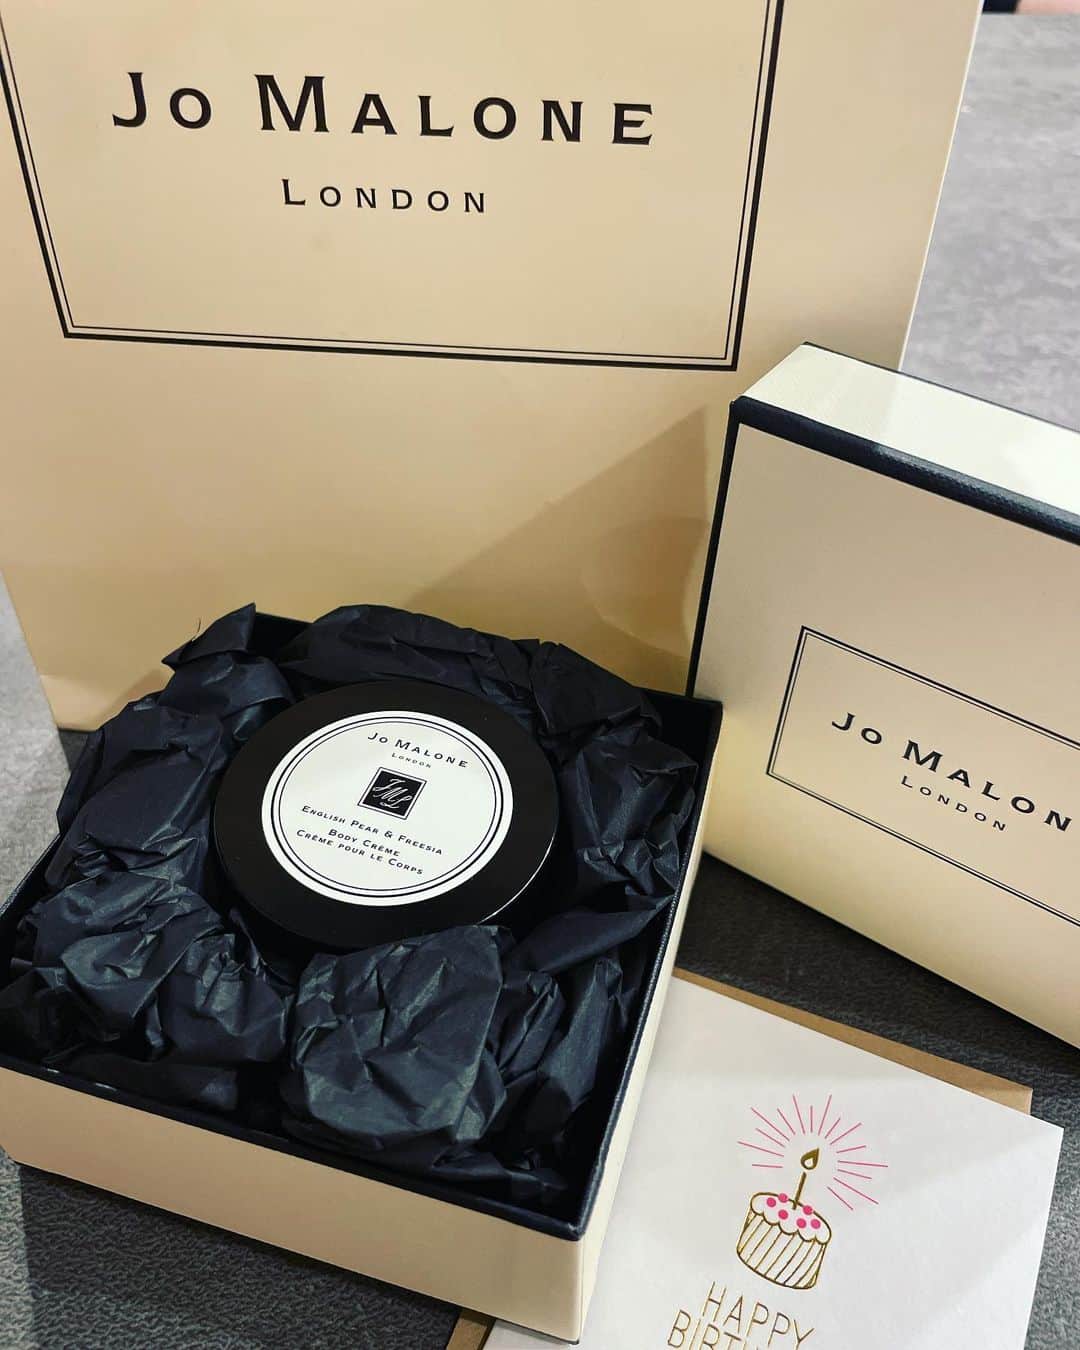 Jo Malone
London
Jo Malon
London
Jo Malone
London
JML
English Pear & Freesia
Body Crème
Crème pour le Corps
HAPPY